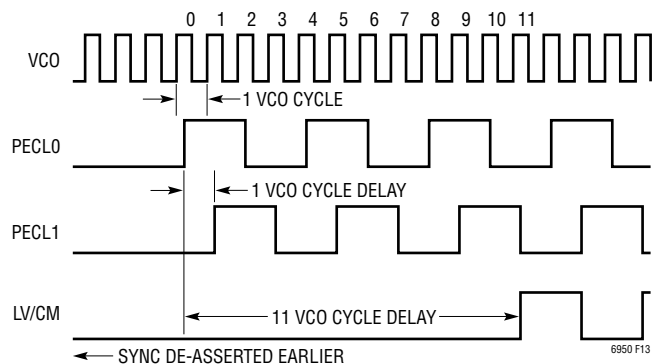 0 1 2 3 4 5 6 7 8 9 10 11
VCO
1 VCO CYCLE
PECL0
1 VCO CYCLE DELAY
PECL1
11 VCO CYCLE DELAY
LV/CM
SYNC DE-ASSERTED EARLIER
6950 F13